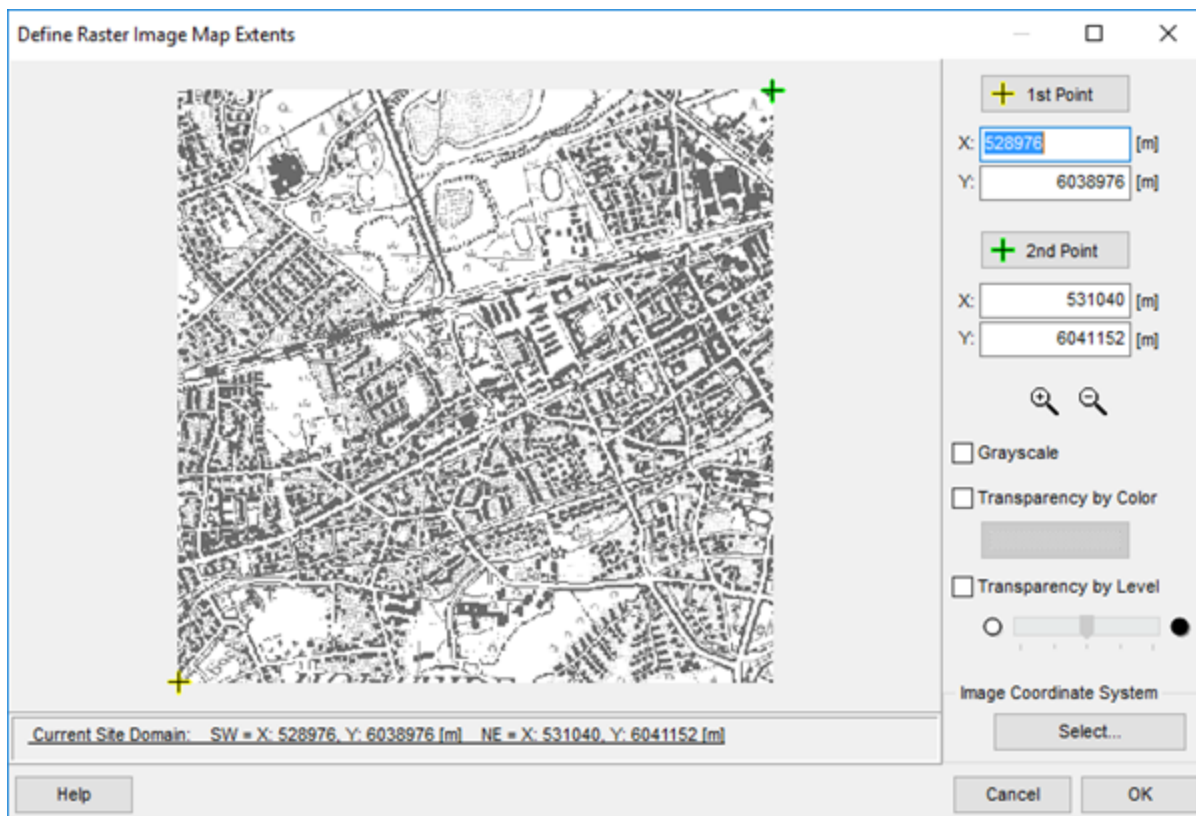 Define Raster Image Map Extents
1st Point
X: 528976 [m]
Y: 6038976 [m]
2nd Point
X: 531040 [m]
Y: 6041152 [m]
Grayscale
Transparency by Color
Transparency by Level
Image Coordinate System
Select...
Current Site Domain: SW = X: 528976, Y: 6038976 [m] NE = X: 531040, Y: 6041152 [m]
Help
Cancel
OK